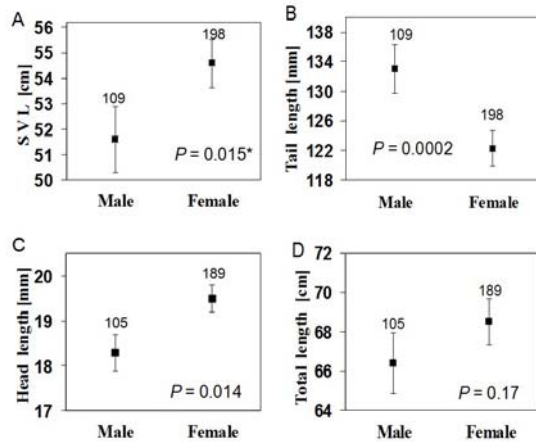 A
S V L [cm]
56
55
54
53
52
51
50
109
198
P = 0.015*
Male Female
B
Tail length [mm]
138
134
130
126
122
118
109
198
P = 0.0002
Male Female
C
Head length [mm]
20
19
18
17
105
189
P = 0.014
Male Female
D
Total length [cm]
72
70
68
66
64
105
189
P = 0.17
Male Female